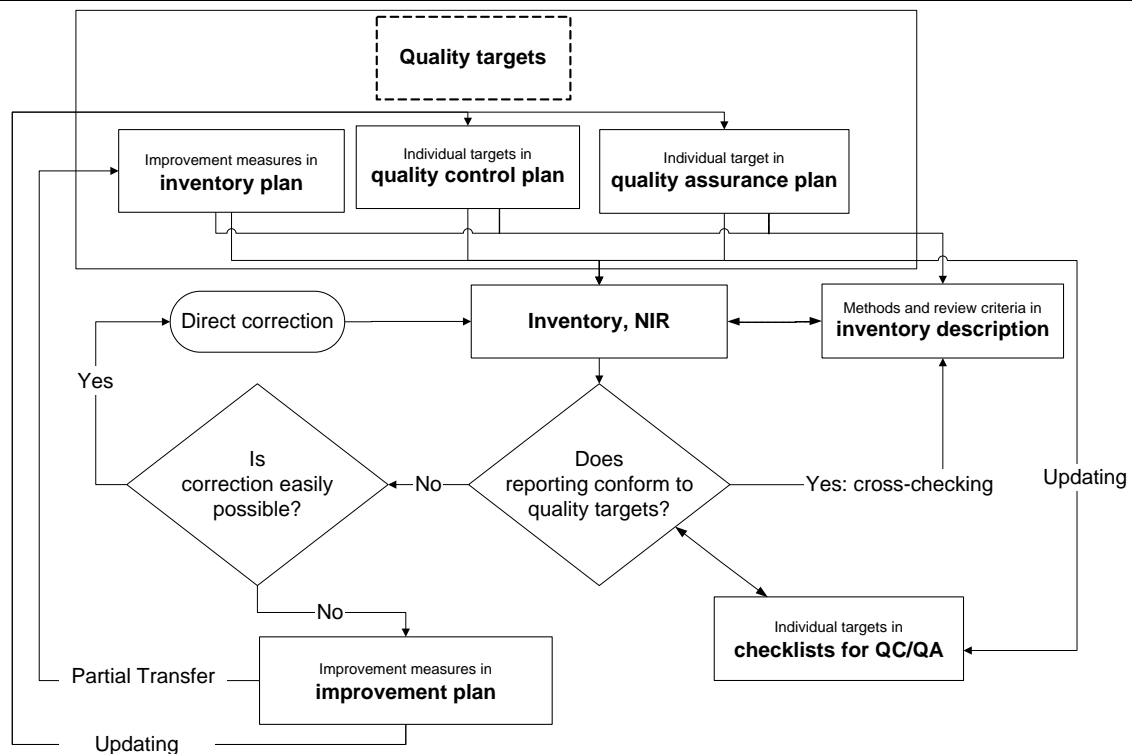 Quality targets
Improvement measures in
inventory plan
Individual targets in
quality control plan
Individual target in
quality assurance plan
Direct correction
Inventory, NIR
Methods and review criteria in
inventory description
Yes
Is
correction easily
possible?
No
Does
reporting conform to
quality targets?
Yes: cross-checking
Updating
No
Individual targets in
checklists for QC/QA
Partial Transfer
Improvement measures in
improvement plan
Updating